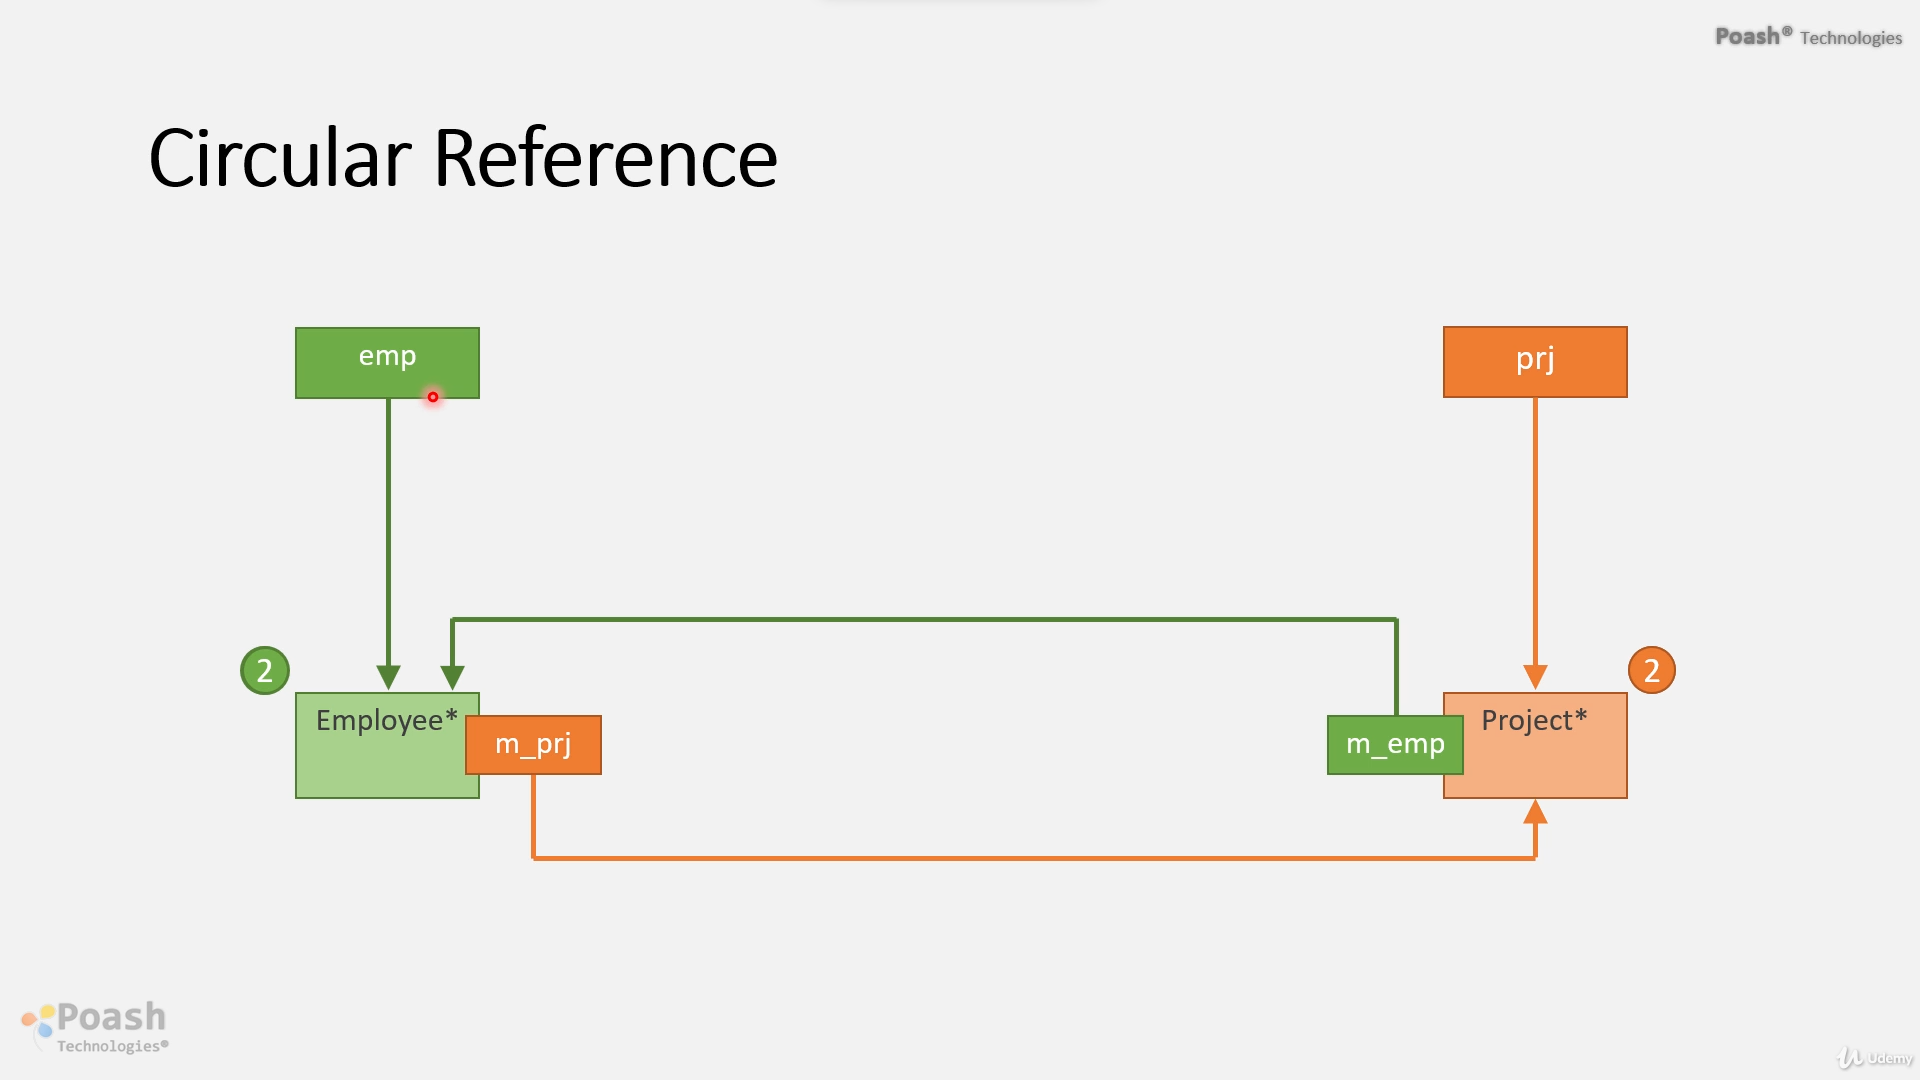 Poash® Technologies
Circular Reference
emp
prj
2
2
Employee*
Project*
m_prj
m_emp
Poash
Technologies®
Udemy